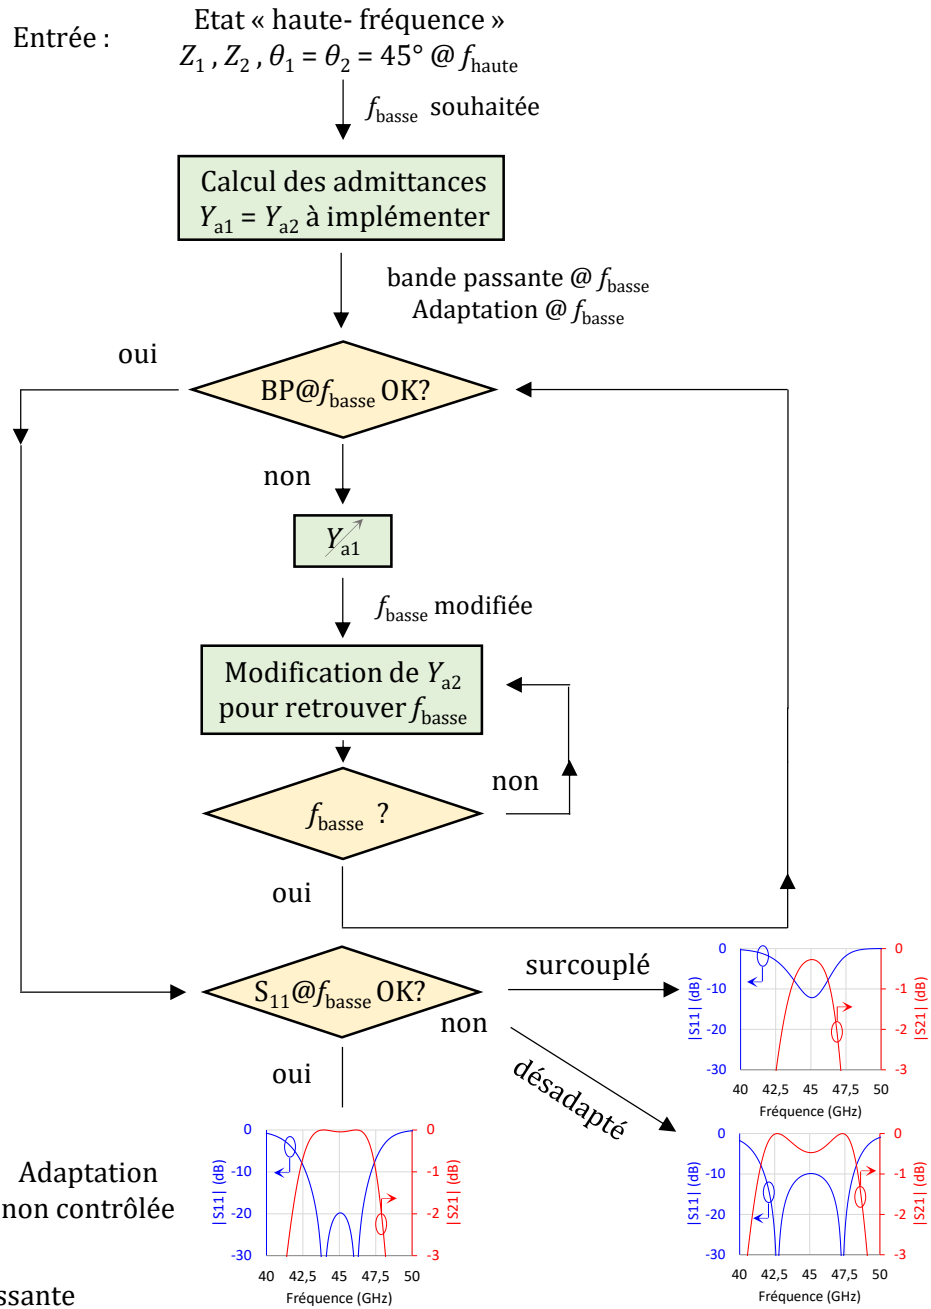 Entrée :
Etat « haute- fréquence »
Z1 , Z2 , θ1 = θ2 = 45° @ fhaute
fbasse souhaitée
Calcul des admittances
Ya1 = Ya2 à implémenter
bande passante @ fbasse
Adaptation @ fbasse
oui
BP@fbasse OK?
non
Ya1
fbasse modifiée
Modification de Ya2
pour retrouver fbasse
non
fbasse ?
oui
S11@fbasse OK?
surcouplé
non
oui
désadapté
|S11| (dB)
0
-10
-20
-30
0
-1
-2
-3
|S21| (dB)
40 42,5 45 47,5 50
Fréquence (GHz)
Adaptation
non contrôlée
|S11| (dB)
0
-10
-20
-30
0
-1
-2
-3
|S21| (dB)
40 42,5 45 47,5 50
Fréquence (GHz)
|S11| (dB)
0
-10
-20
-30
0
-1
-2
-3
|S21| (dB)
40 42,5 45 47,5 50
Fréquence (GHz)
ssante